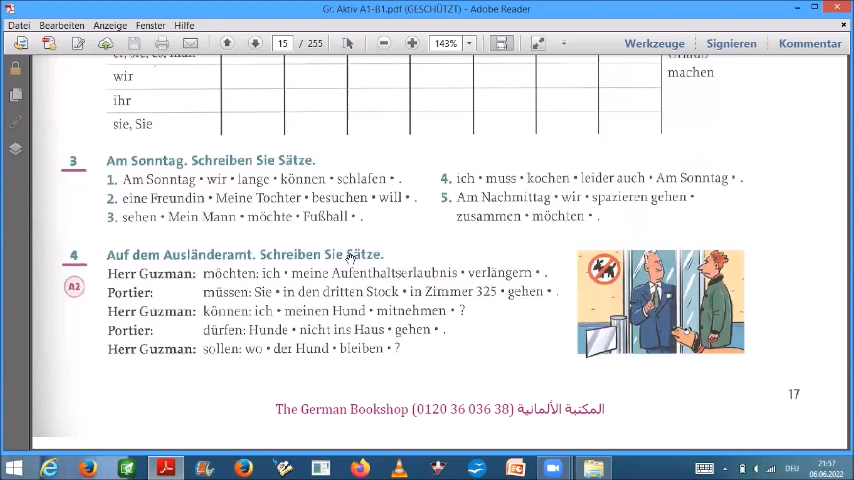 Gr. Aktiv A1-B1.pdf (GESCHÜTZT) - Adobe Reader
Datei Bearbeiten Anzeige Fenster Hilfe
15 / 255 143% Werkzeuge Signieren Kommentar
er, sie, es, man
wir machen
ihr
sie, Sie
3 Am Sonntag. Schreiben Sie Sätze.
1. Am Sonntag • wir • lange • können • schlafen • .
2. eine Freundin • Meine Tochter • besuchen • will • .
3. sehen • Mein Mann • möchte • Fußball • .
4. ich • muss • kochen • leider auch • Am Sonntag • .
5. Am Nachmittag • wir • spazieren gehen •
zusammen • möchten • .
4 Auf dem Ausländeramt. Schreiben Sie Sätze.
A2
Herr Guzman: möchten: ich • meine Aufenthaltserlaubnis • verlängern • .
Portier: müssen: Sie • in den dritten Stock • in Zimmer 325 • gehen • .
Herr Guzman: können: ich • meinen Hund • mitnehmen • ?
Portier: dürfen: Hunde • nicht ins Haus • gehen • .
Herr Guzman: sollen: wo • der Hund • bleiben • ?
17
The German Bookshop (0120 36 036 38) المكتبة الألمانية
DEU
21:57
06.06.2022